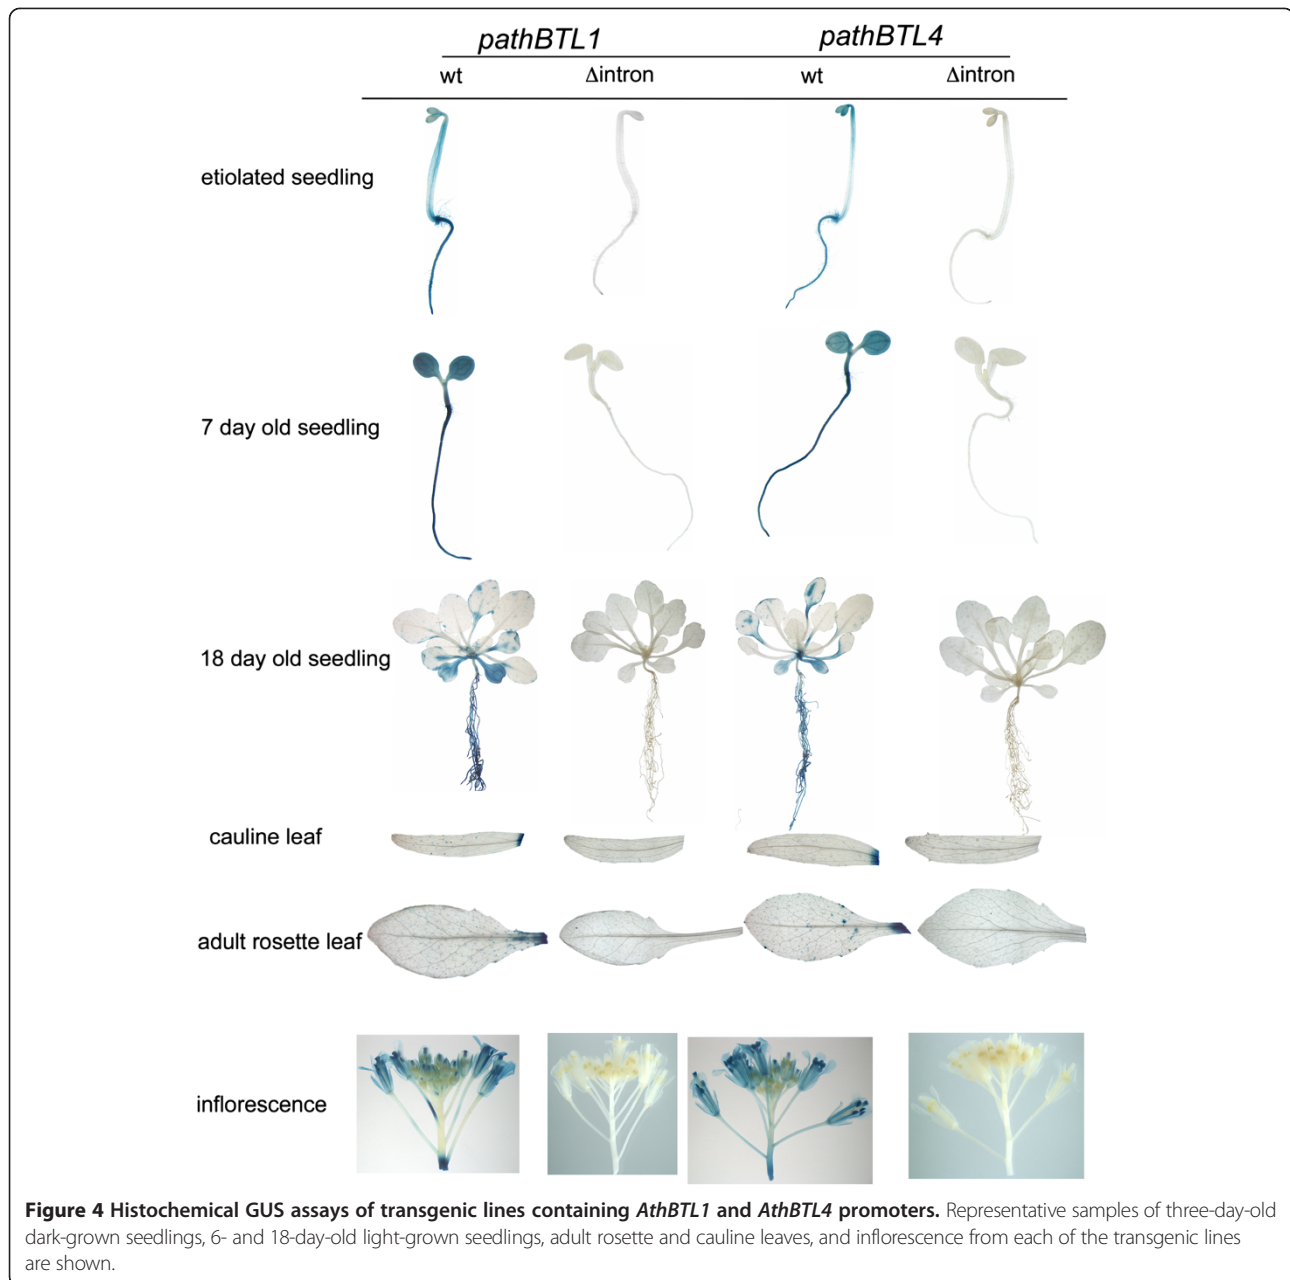 pathBTL1 pathBTL4
wt Δintron wt Δintron
etiolated seedling
7 day old seedling
18 day old seedling
cauline leaf
adult rosette leaf
inflorescence
Figure 4 Histochemical GUS assays of transgenic lines containing AthBTL1 and AthBTL4 promoters. Representative samples of three-day-old
dark-grown seedlings, 6- and 18-day-old light-grown seedlings, adult rosette and cauline leaves, and inflorescence from each of the transgenic lines
are shown.